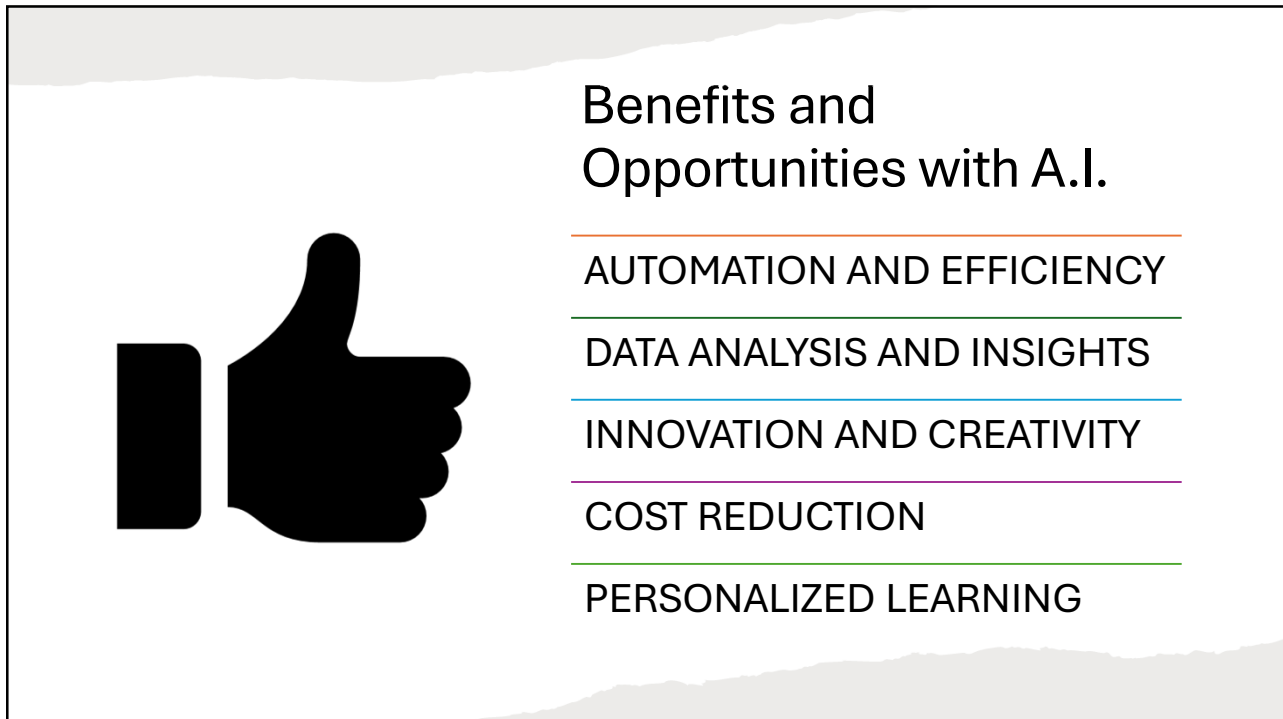 Benefits and
Opportunities with A.I.
AUTOMATION AND EFFICIENCY
DATA ANALYSIS AND INSIGHTS
INNOVATION AND CREATIVITY
COST REDUCTION
PERSONALIZED LEARNING